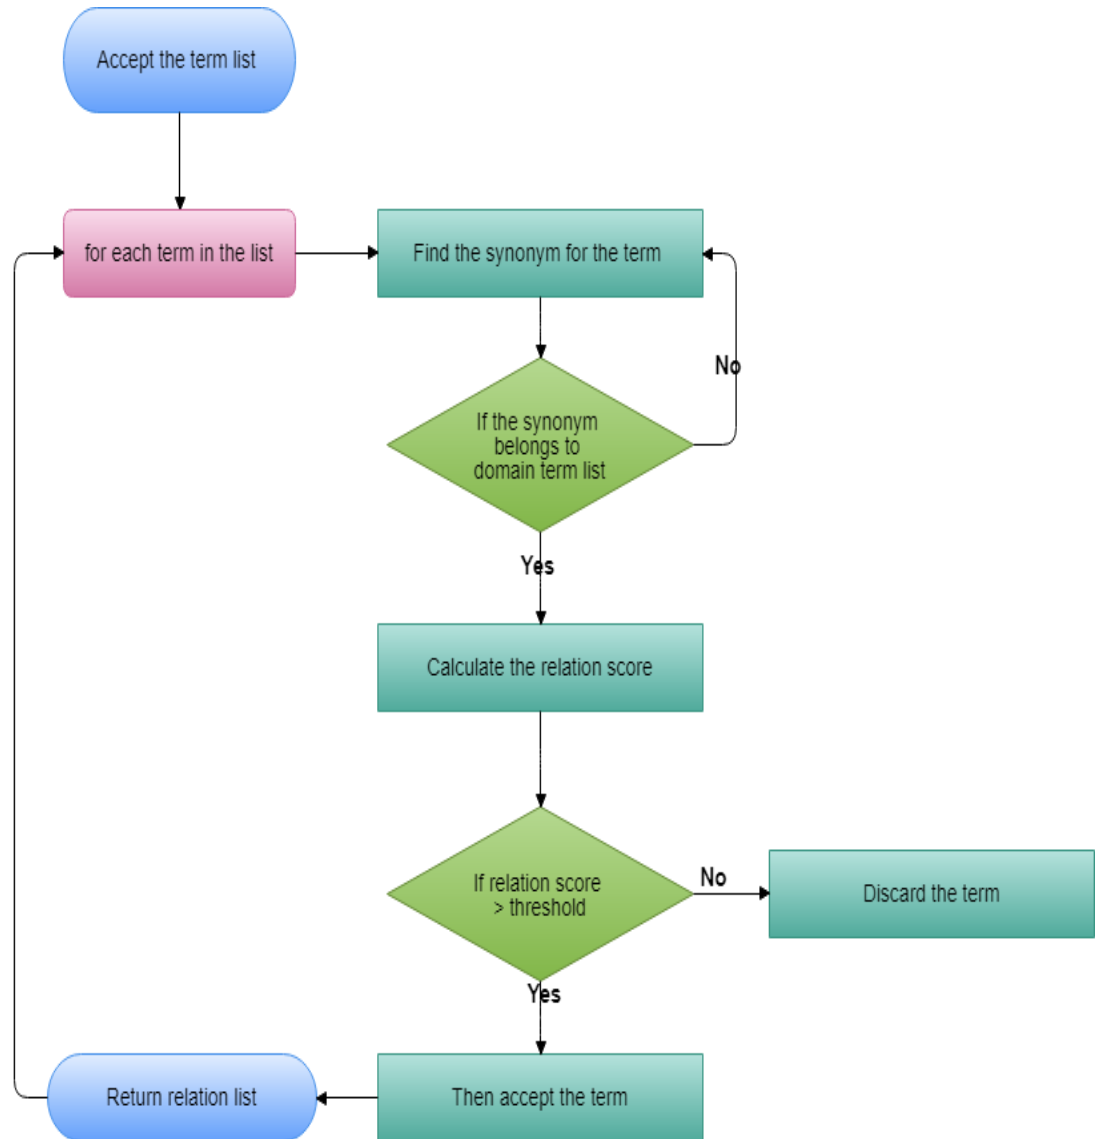 Accept the term list
for each term in the list
Find the synonym for the term
No
If the synonym
belongs to
domain term list
Yes
Calculate the relation score
If relation score
> threshold
No
Discard the term
Yes
Return relation list
Then accept the term